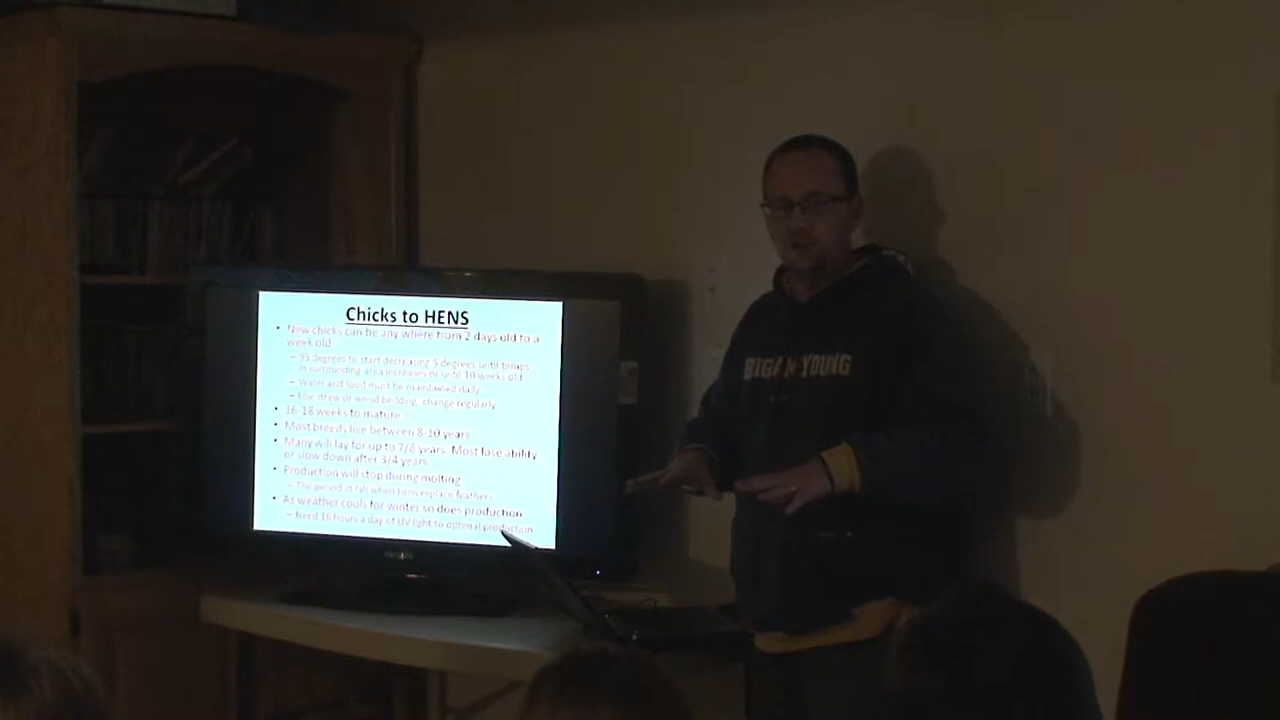 Chicks to HENS
• New chicks can be any where from 2 days old to a
week old
– 95 degrees to start decreasing 5 degrees until temps
in surrounding area increases or until 10 weeks old
– Water and food must be maintained daily
– Use straw or wood bedding, change regularly
• 16-18 weeks to mature
• Most breeds live between 8-10 years
• Many will lay for up to 7/8 years. Most lose ability
or slow down after 3/4 years
• Production will stop during molting
– The period in fall when hens replace feathers
• As weather cools for winter so does production
– Need 16 hours a day of UV light to optimal production
PHILIPS
BIGAM YOUNG